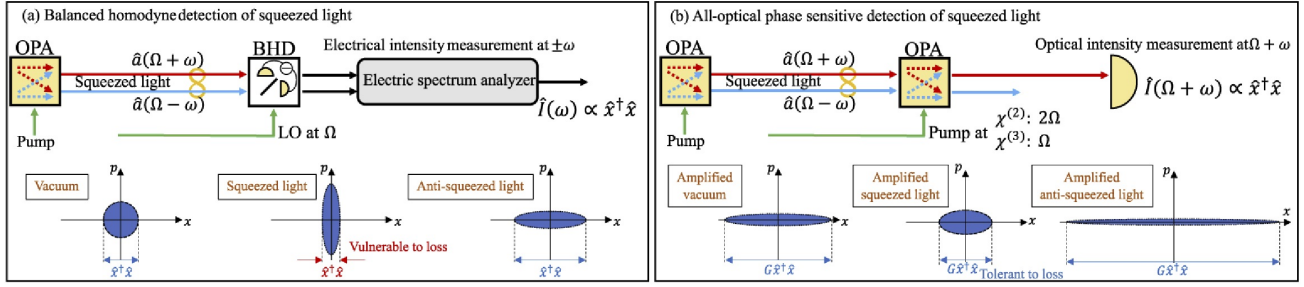 (a) Balanced homodyne detection of squeezed light
OPA
â(Ω + ω)
BHD
Electrical intensity measurement at ±ω
Squeezed light
Electric spectrum analyzer
â(Ω − ω)
Î(ω) ∝ x̂†x̂
LO at Ω
Pump
Vacuum
p
x
x̂†x̂
Squeezed light
p
x
Vulnerable to loss
x̂†x̂
Anti-squeezed light
p
x
x̂†x̂
(b) All-optical phase sensitive detection of squeezed light
OPA
â(Ω + ω)
OPA
Optical intensity measurement atΩ + ω
Squeezed light
â(Ω − ω)
Î(Ω + ω) ∝ x̂†x̂
Pump
Pump at
χ(2): 2Ω
χ(3): Ω
Amplified
vacuum
p
x
Gx̂†x̂
Amplified
squeezed light
p
x
Gx̂†x̂
Tolerant to loss
Amplified
anti-squeezed light
p
x
Gx̂†x̂